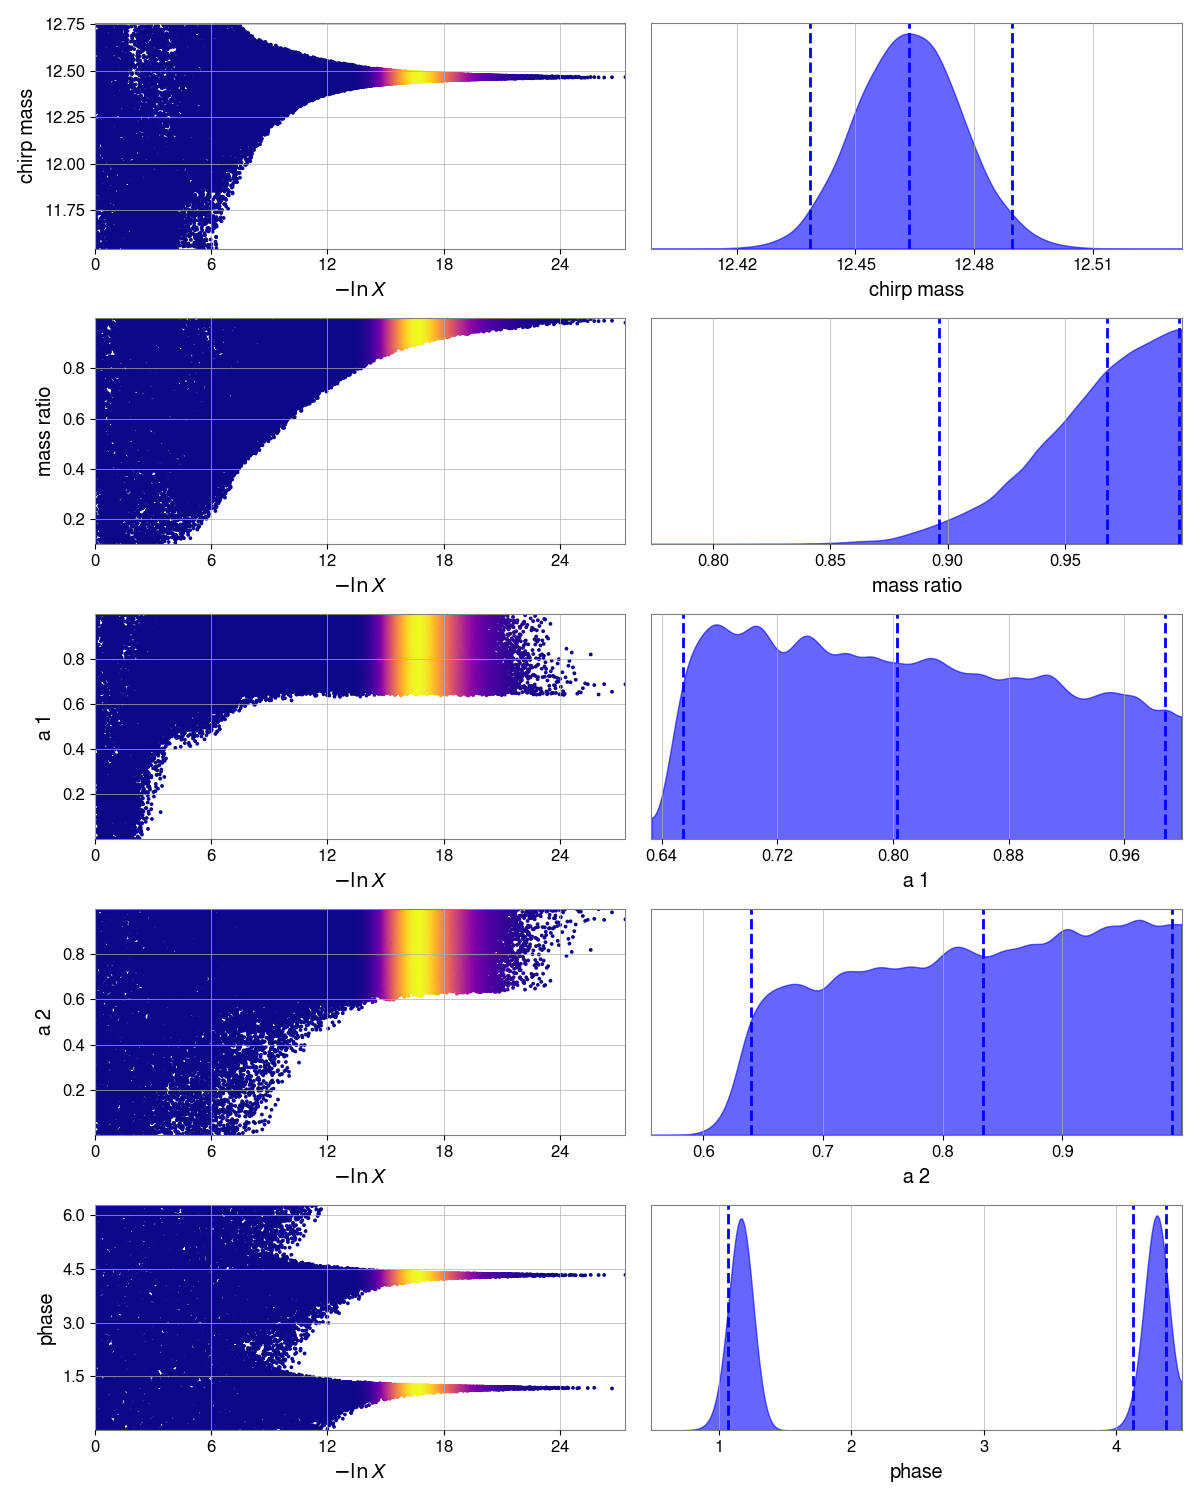 12.75
12.50
12.25
12.00
11.75
chirp mass
0 6 12 18 24
−ln X
12.42 12.45 12.48 12.51
chirp mass
0.8
0.6
0.4
0.2
mass ratio
0 6 12 18 24
−ln X
0.80 0.85 0.90 0.95
mass ratio
0.8
0.6
0.4
0.2
a 1
0 6 12 18 24
−ln X
0.64 0.72 0.80 0.88 0.96
a 1
0.8
0.6
0.4
0.2
a 2
0 6 12 18 24
−ln X
0.6 0.7 0.8 0.9
a 2
6.0
4.5
3.0
1.5
phase
0 6 12 18 24
−ln X
1 2 3 4
phase